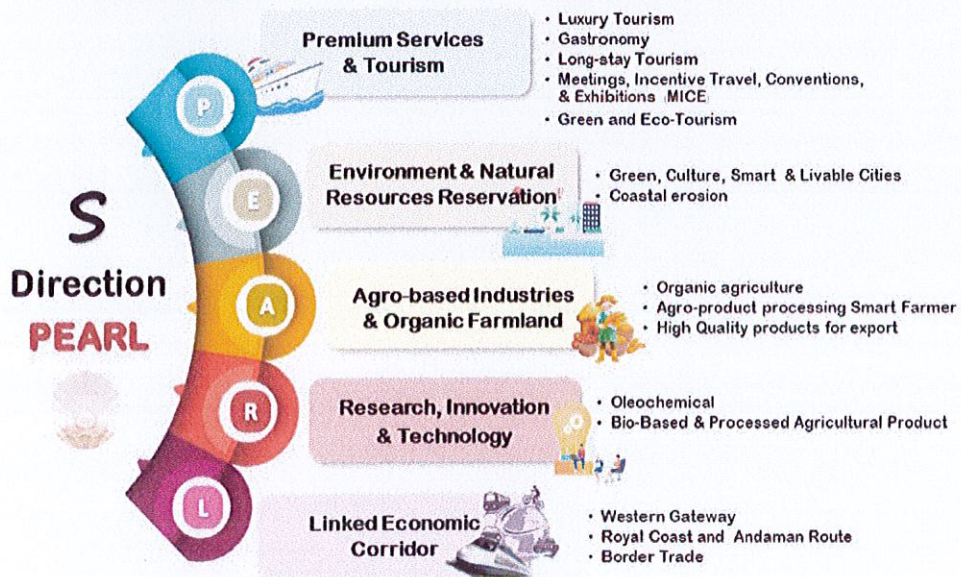 S
Direction
PEARL
P
Premium Services
& Tourism
• Luxury Tourism
• Gastronomy
• Long-stay Tourism
• Meetings, Incentive Travel, Conventions,
& Exhibitions (MICE)
• Green and Eco-Tourism
E
Environment & Natural
Resources Reservation
• Green, Culture, Smart & Livable Cities
• Coastal erosion
A
Agro-based Industries
& Organic Farmland
• Organic agriculture
• Agro-product processing Smart Farmer
• High Quality products for export
R
Research, Innovation
& Technology
• Oleochemical
• Bio-Based & Processed Agricultural Product
L
Linked Economic
Corridor
• Western Gateway
• Royal Coast and Andaman Route
• Border Trade